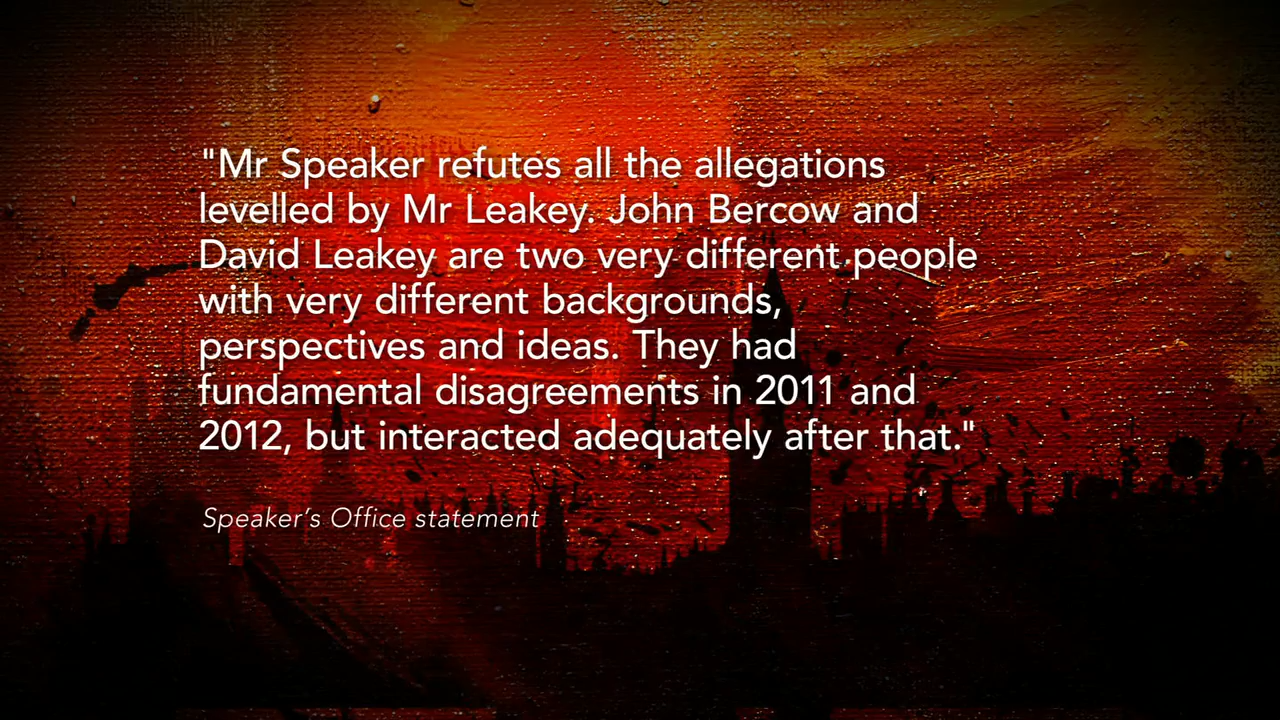 "Mr Speaker refutes all the allegations
levelled by Mr Leakey. John Bercow and
David Leakey are two very different people
with very different backgrounds,
perspectives and ideas. They had
fundamental disagreements in 2011 and
2012, but interacted adequately after that."
Speaker’s Office statement